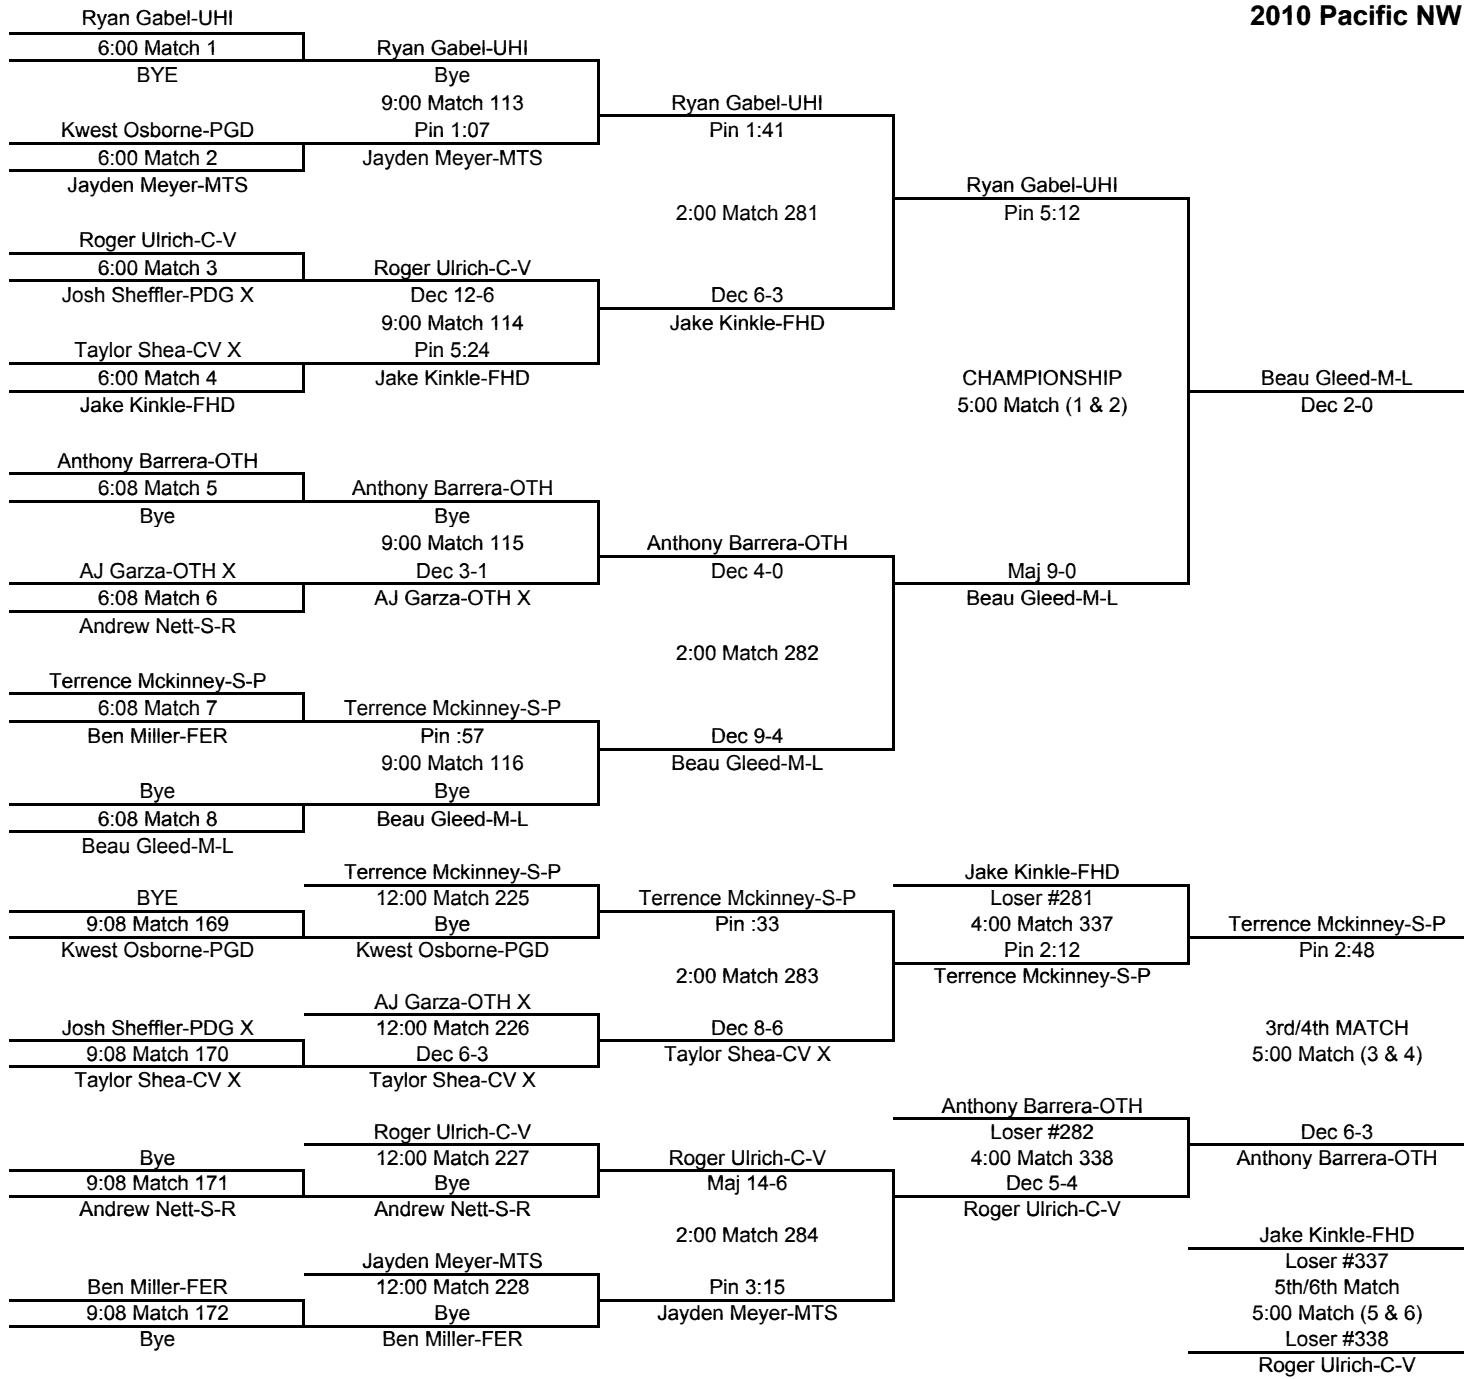 2010 Pacific NW
Ryan Gabel-UHI
6:00 Match 1
BYE
Kwest Osborne-PGD
6:00 Match 2
Jayden Meyer-MTS
Roger Ulrich-C-V
6:00 Match 3
Josh Sheffler-PDG X
Taylor Shea-CV X
6:00 Match 4
Jake Kinkle-FHD
Anthony Barrera-OTH
6:08 Match 5
Bye
AJ Garza-OTH X
6:08 Match 6
Andrew Nett-S-R
Terrence Mckinney-S-P
6:08 Match 7
Ben Miller-FER
Bye
6:08 Match 8
Beau Gleed-M-L
Ryan Gabel-UHI
Bye
9:00 Match 113
Pin 1:07
Jayden Meyer-MTS
Roger Ulrich-C-V
Dec 12-6
9:00 Match 114
Pin 5:24
Jake Kinkle-FHD
Anthony Barrera-OTH
Bye
9:00 Match 115
Dec 3-1
AJ Garza-OTH X
Terrence Mckinney-S-P
Pin :57
9:00 Match 116
Bye
Beau Gleed-M-L
Ryan Gabel-UHI
Pin 1:41
2:00 Match 281
Dec 6-3
Jake Kinkle-FHD
Anthony Barrera-OTH
Dec 4-0
2:00 Match 282
Dec 9-4
Beau Gleed-M-L
Ryan Gabel-UHI
Pin 5:12
CHAMPIONSHIP
5:00 Match (1 & 2)
Maj 9-0
Beau Gleed-M-L
Beau Gleed-M-L
Dec 2-0
BYE
9:08 Match 169
Kwest Osborne-PGD
Josh Sheffler-PDG X
9:08 Match 170
Taylor Shea-CV X
Bye
9:08 Match 171
Andrew Nett-S-R
Ben Miller-FER
9:08 Match 172
Bye
Terrence Mckinney-S-P
12:00 Match 225
Bye
Kwest Osborne-PGD
AJ Garza-OTH X
12:00 Match 226
Dec 6-3
Taylor Shea-CV X
Roger Ulrich-C-V
12:00 Match 227
Bye
Andrew Nett-S-R
Jayden Meyer-MTS
12:00 Match 228
Bye
Ben Miller-FER
Terrence Mckinney-S-P
Pin :33
2:00 Match 283
Dec 8-6
Taylor Shea-CV X
Roger Ulrich-C-V
Maj 14-6
2:00 Match 284
Pin 3:15
Jayden Meyer-MTS
Jake Kinkle-FHD
Loser #281
4:00 Match 337
Pin 2:12
Terrence Mckinney-S-P
Anthony Barrera-OTH
Loser #282
4:00 Match 338
Dec 5-4
Roger Ulrich-C-V
Terrence Mckinney-S-P
Pin 2:48
3rd/4th MATCH
5:00 Match (3 & 4)
Dec 6-3
Anthony Barrera-OTH
Jake Kinkle-FHD
Loser #337
5th/6th Match
5:00 Match (5 & 6)
Loser #338
Roger Ulrich-C-V